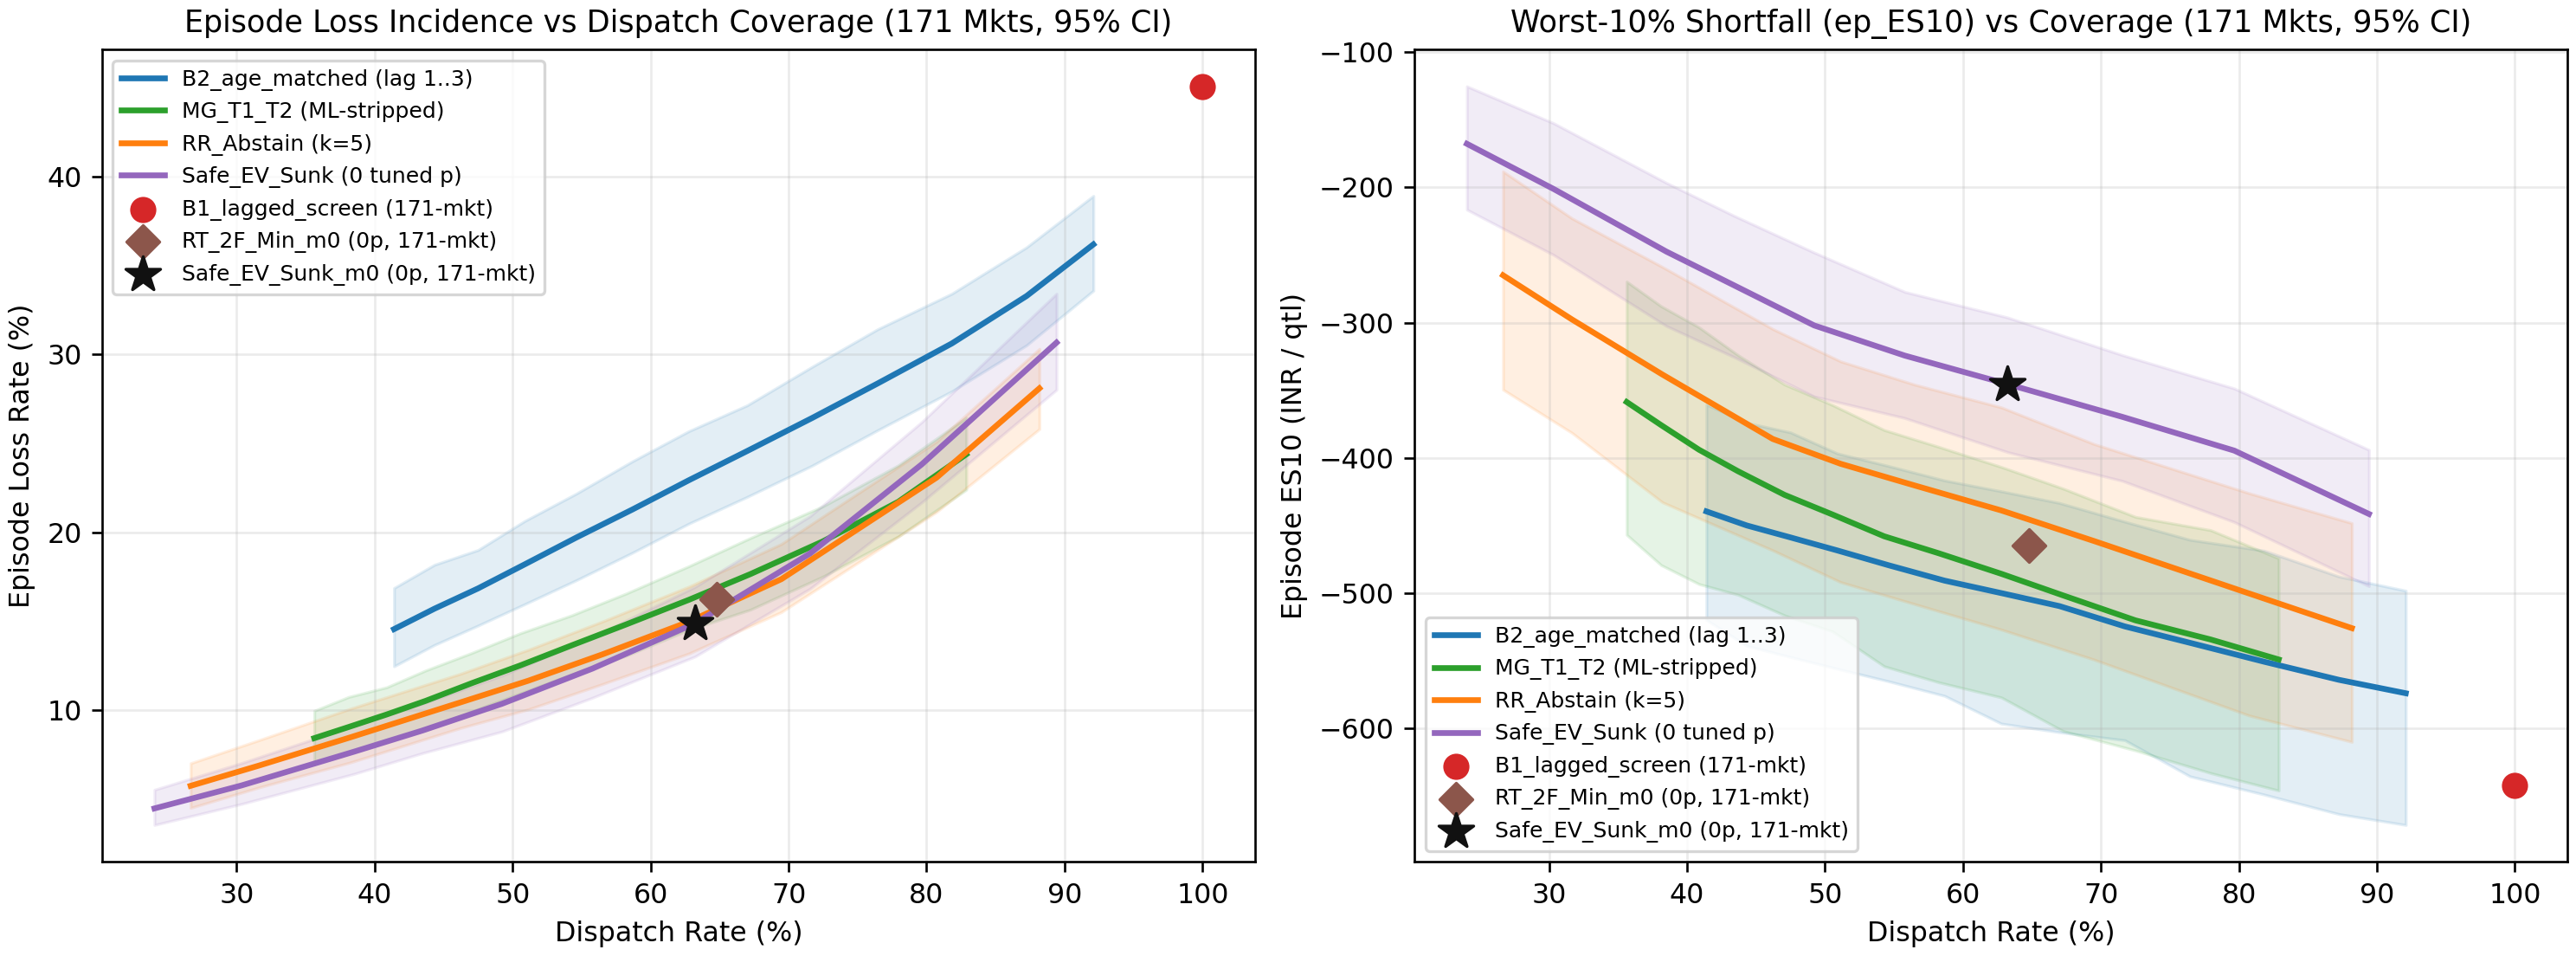 Episode Loss Incidence vs Dispatch Coverage (171 Mkts, 95% CI)
B2_age_matched (lag 1..3)
MG_T1_T2 (ML-stripped)
RR_Abstain (k=5)
Safe_EV_Sunk (0 tuned p)
B1_lagged_screen (171-mkt)
RT_2F_Min_m0 (0p, 171-mkt)
Safe_EV_Sunk_m0 (0p, 171-mkt)
Episode Loss Rate (%)
40
30
20
10
30 40 50 60 70 80 90 100
Dispatch Rate (%)
Worst-10% Shortfall (ep_ES10) vs Coverage (171 Mkts, 95% CI)
Episode ES10 (INR / qtl)
−100
−200
−300
−400
−500
−600
B2_age_matched (lag 1..3)
MG_T1_T2 (ML-stripped)
RR_Abstain (k=5)
Safe_EV_Sunk (0 tuned p)
B1_lagged_screen (171-mkt)
RT_2F_Min_m0 (0p, 171-mkt)
Safe_EV_Sunk_m0 (0p, 171-mkt)
30 40 50 60 70 80 90 100
Dispatch Rate (%)